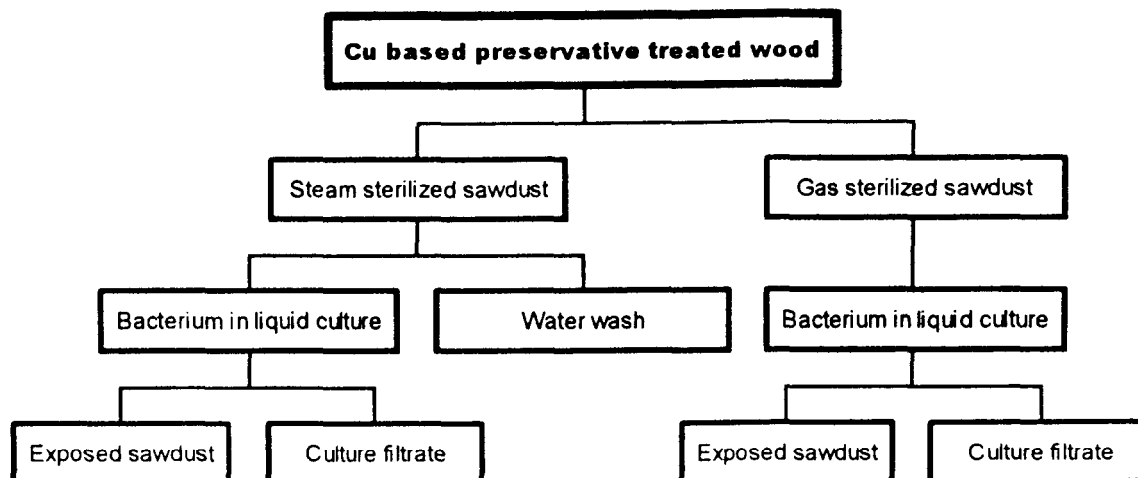 Cu based preservative treated wood
Steam sterilized sawdust
Gas sterilized sawdust
Bacterium in liquid culture
Water wash
Bacterium in liquid culture
Exposed sawdust
Culture filtrate
Exposed sawdust
Culture filtrate